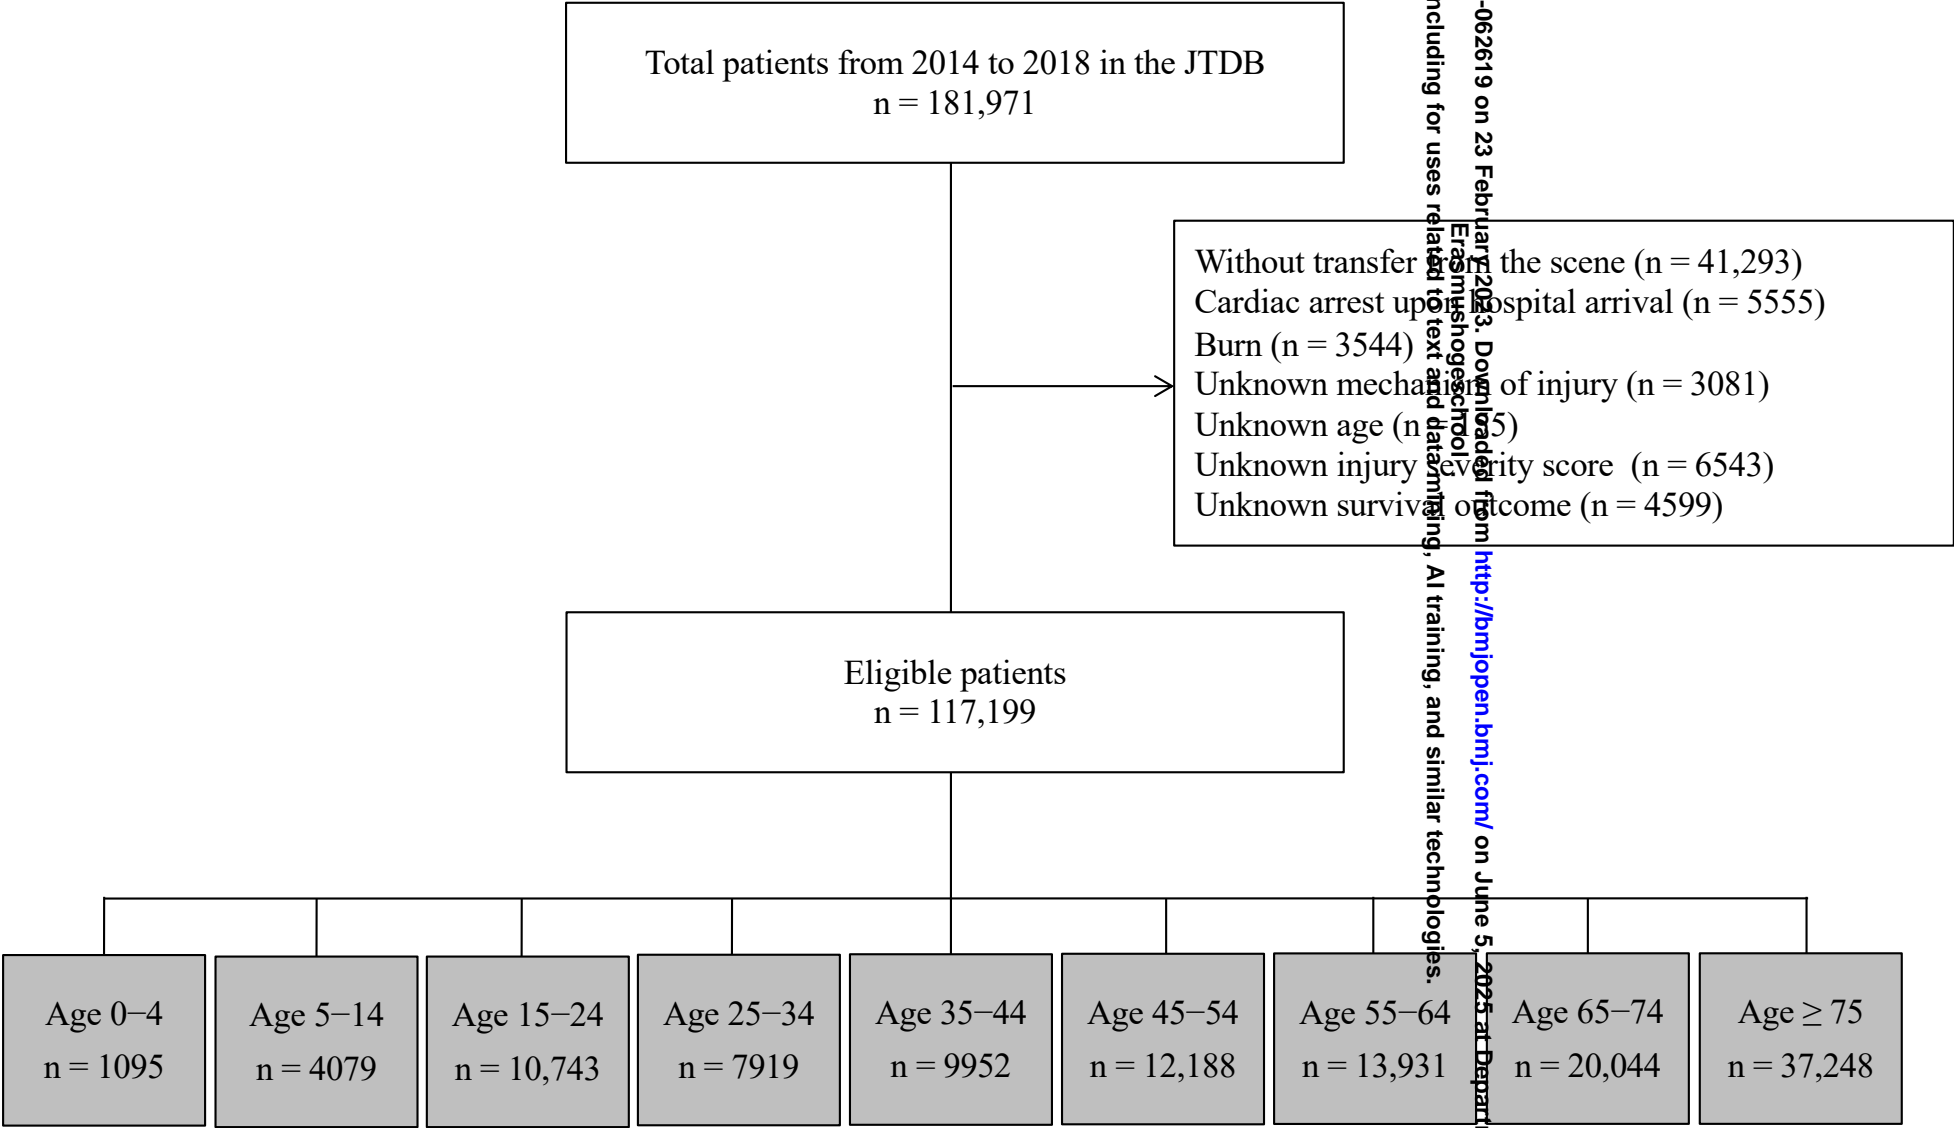 Total patients from 2014 to 2018 in the JTDB
n = 181,971
Without transfer from the scene (n = 41,293)
Cardiac arrest upon hospital arrival (n = 5555)
Burn (n = 3544)
Unknown mechanism of injury (n = 3081)
Unknown age (n =
Unknown injury severity score (n = 6543)
Unknown survival outcome (n = 4599)
Eligible patients
n = 117,199
Age 0−4
n = 1095
Age 5−14
n = 4079
Age 15−24
n = 10,743
Age 25−34
n = 7919
Age 35−44
n = 9952
Age 45−54
n = 12,188
Age 55−64
n = 13,931
Age 65−74
n = 20,044
Age ≥ 75
n = 37,248
-062619 on 23 February 2023. Downloaded from http://bmjopen.bmj.com/ on June 5, 2025 at Depart
Erasmushogeschool .
ncluding for uses related to text and data mining, AI training, and similar technologies.